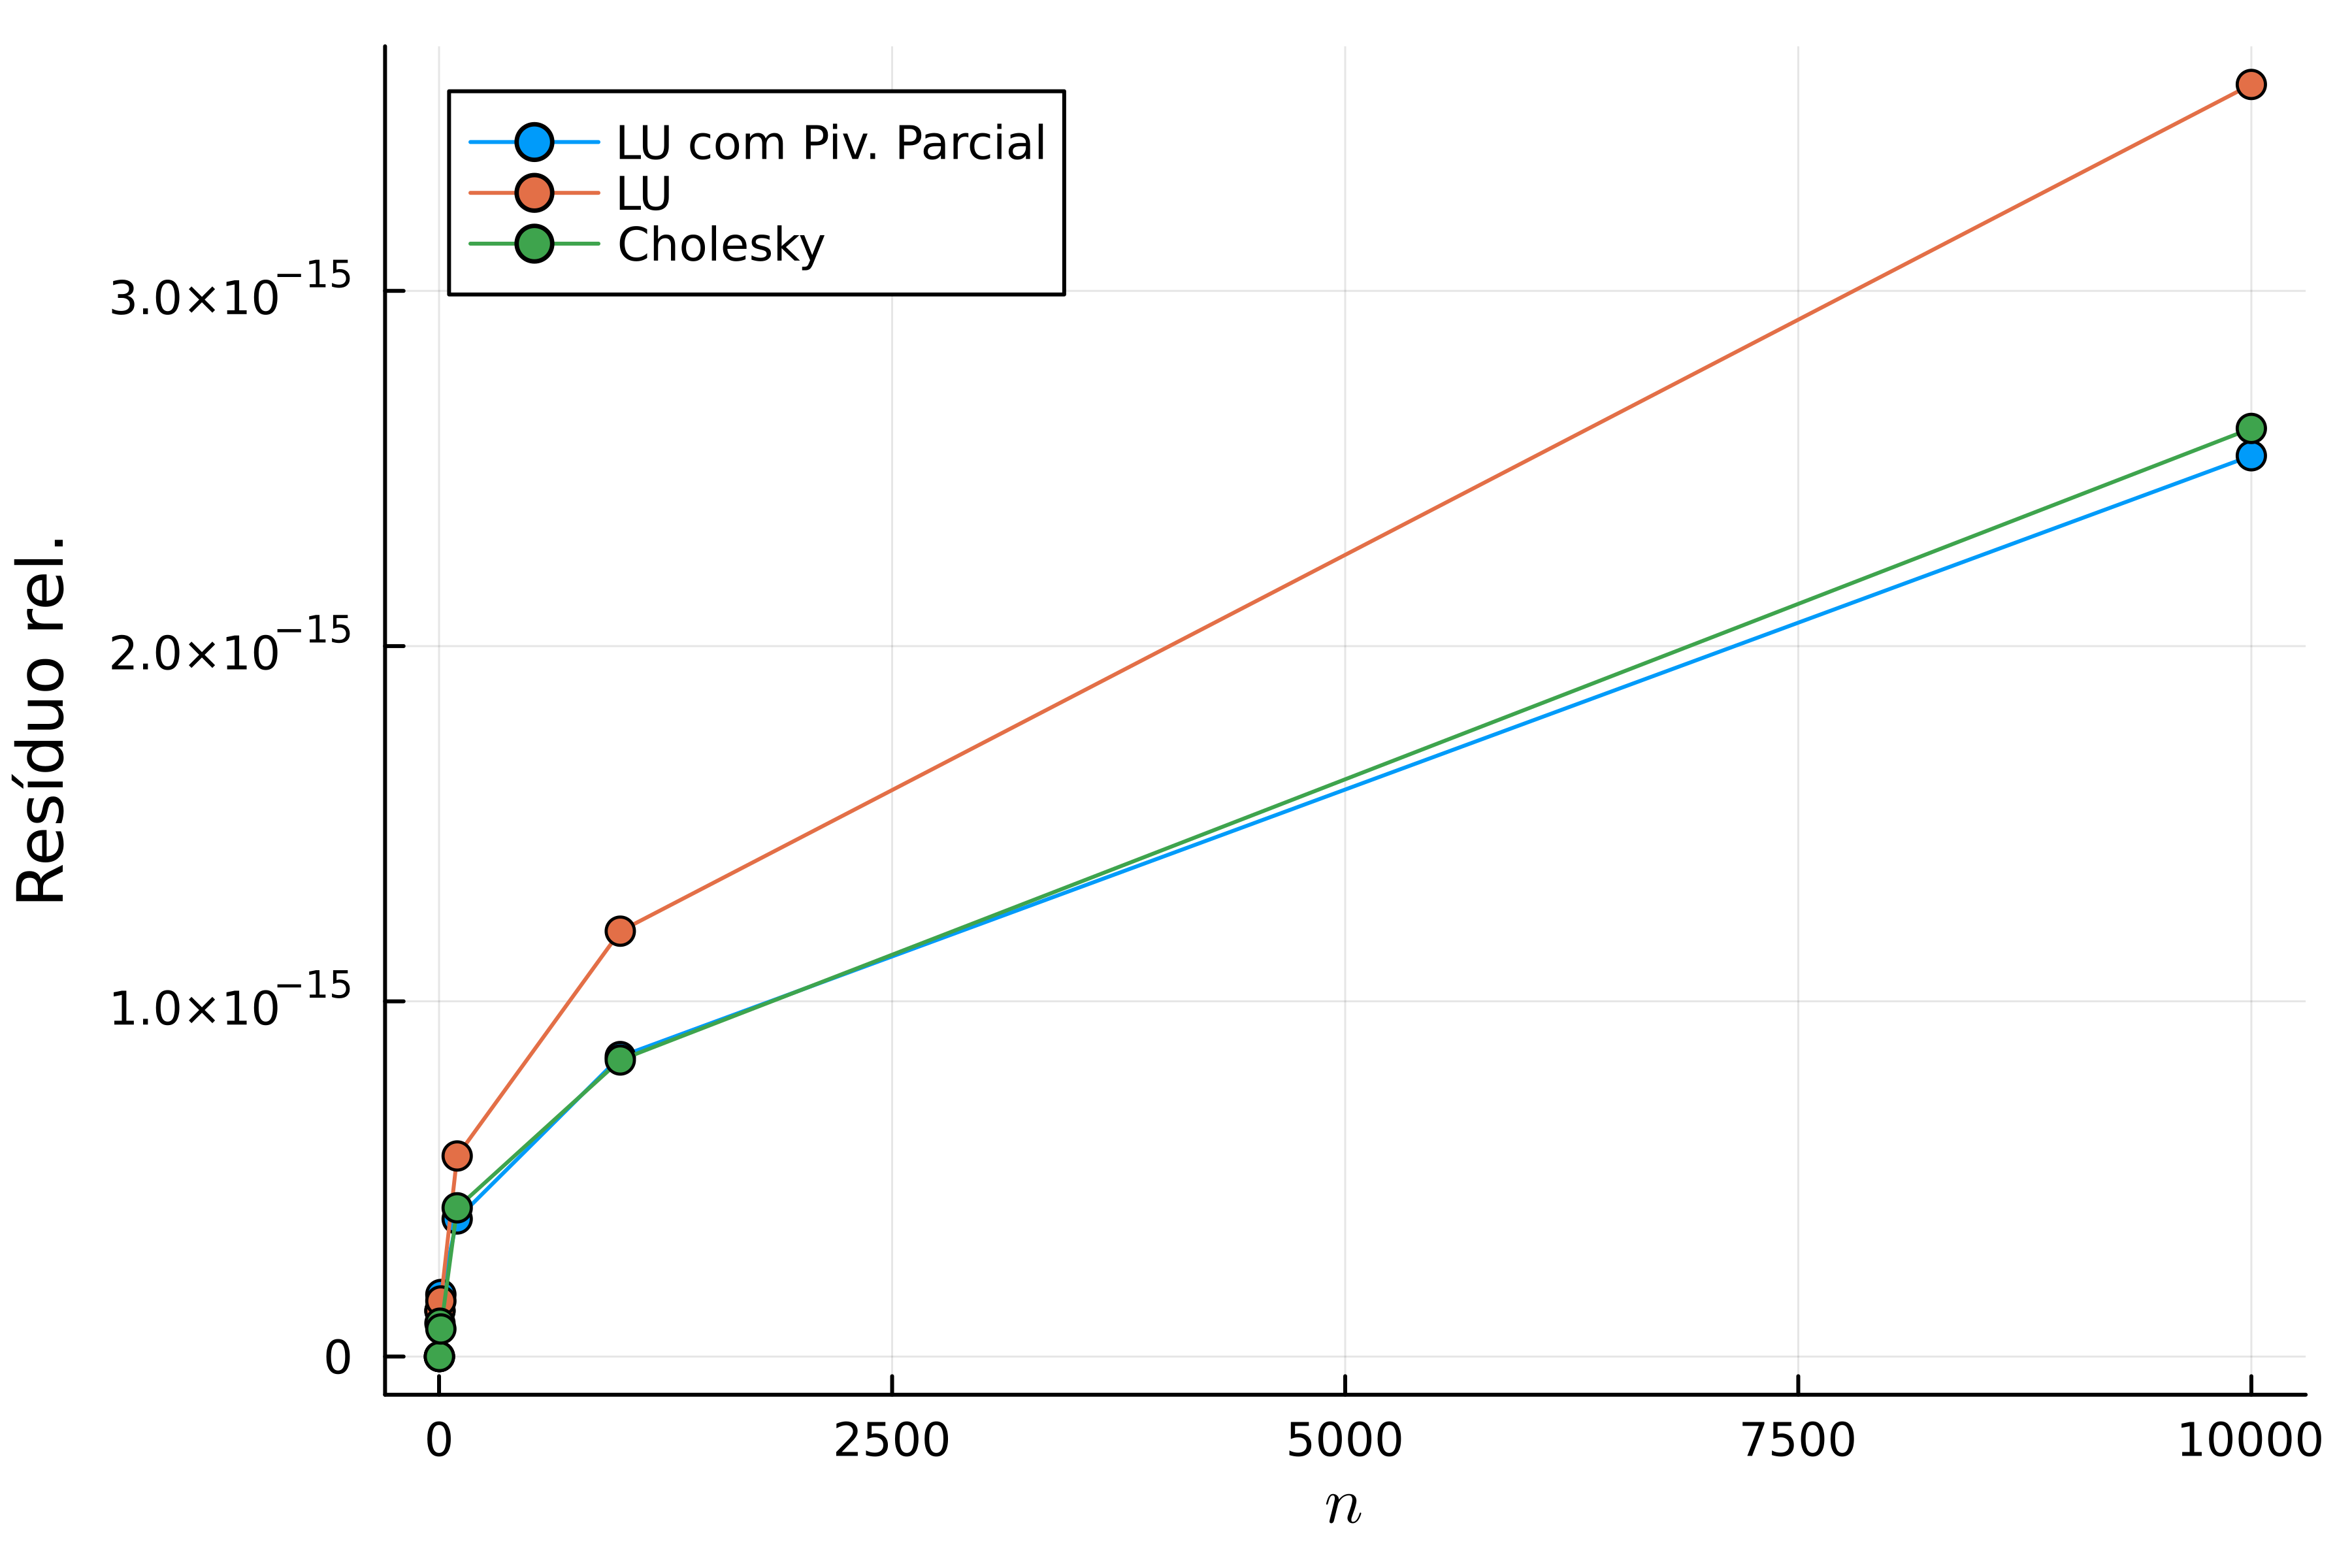 LU com Piv. Parcial
LU
Cholesky
Resíduo rel.
3.0×10⁻¹⁵
2.0×10⁻¹⁵
1.0×10⁻¹⁵
0
0 2500 5000 7500 10000
n